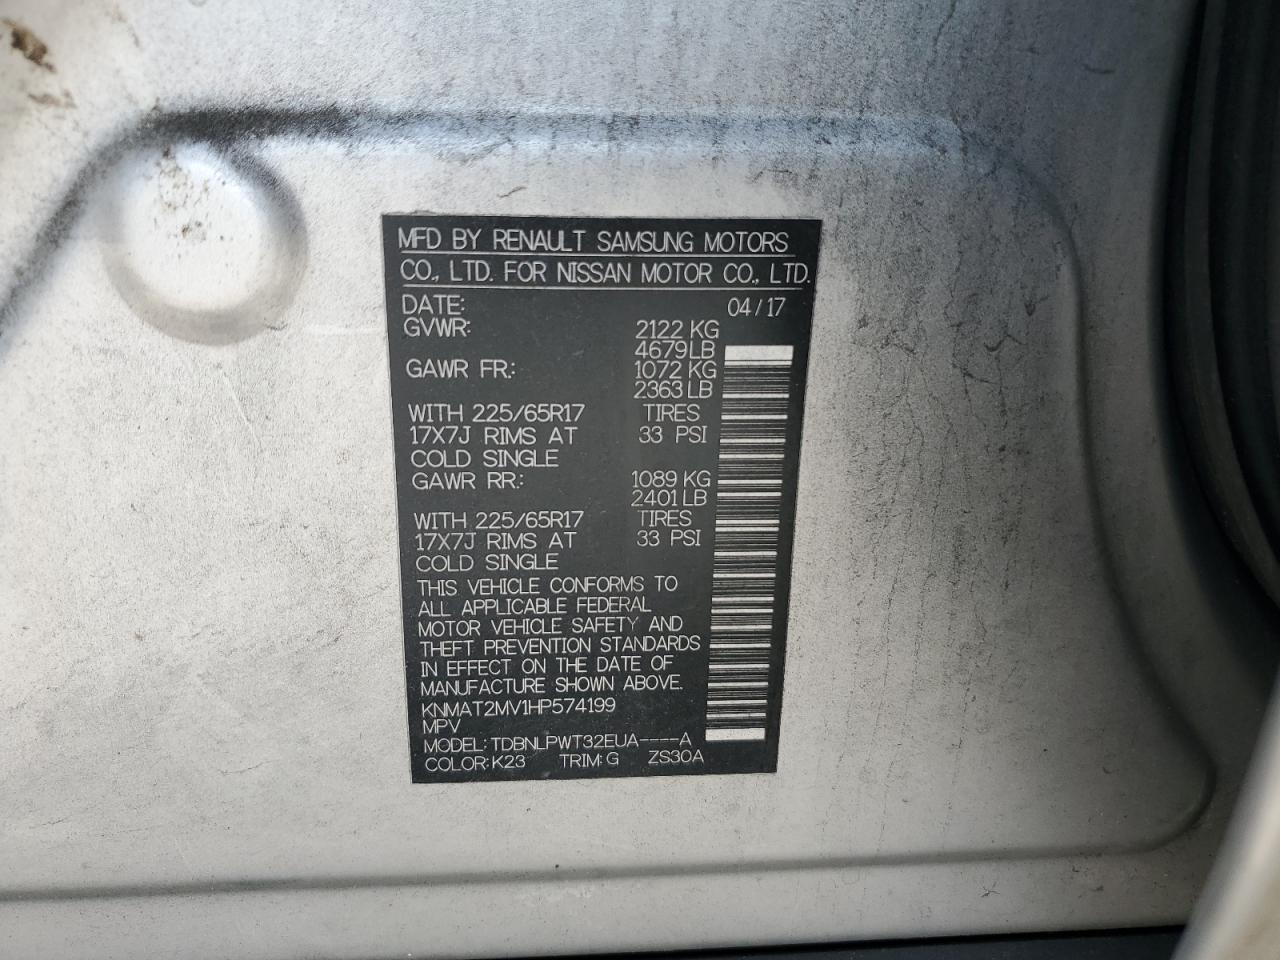 MFD BY RENAULT SAMSUNG MOTORS
CO., LTD. FOR NISSAN MOTOR CO., LTD.
DATE: 04/17
GVWR: 2122 KG
4679 LB
GAWR FR.: 1072 KG
2363 LB
WITH 225/65R17 TIRES
17X7J RIMS AT 33 PSI
COLD SINGLE
GAWR RR.: 1089 KG
2401 LB
WITH 225/65R17 TIRES
17X7J RIMS AT 33 PSI
COLD SINGLE
THIS VEHICLE CONFORMS TO
ALL APPLICABLE FEDERAL
MOTOR VEHICLE SAFETY AND
THEFT PREVENTION STANDARDS
IN EFFECT ON THE DATE OF
MANUFACTURE SHOWN ABOVE.
KNMAT2MV1HP574199
MPV
MODEL: TDBNLPWT32EUA----A
COLOR: K23 TRIM: G ZS30A